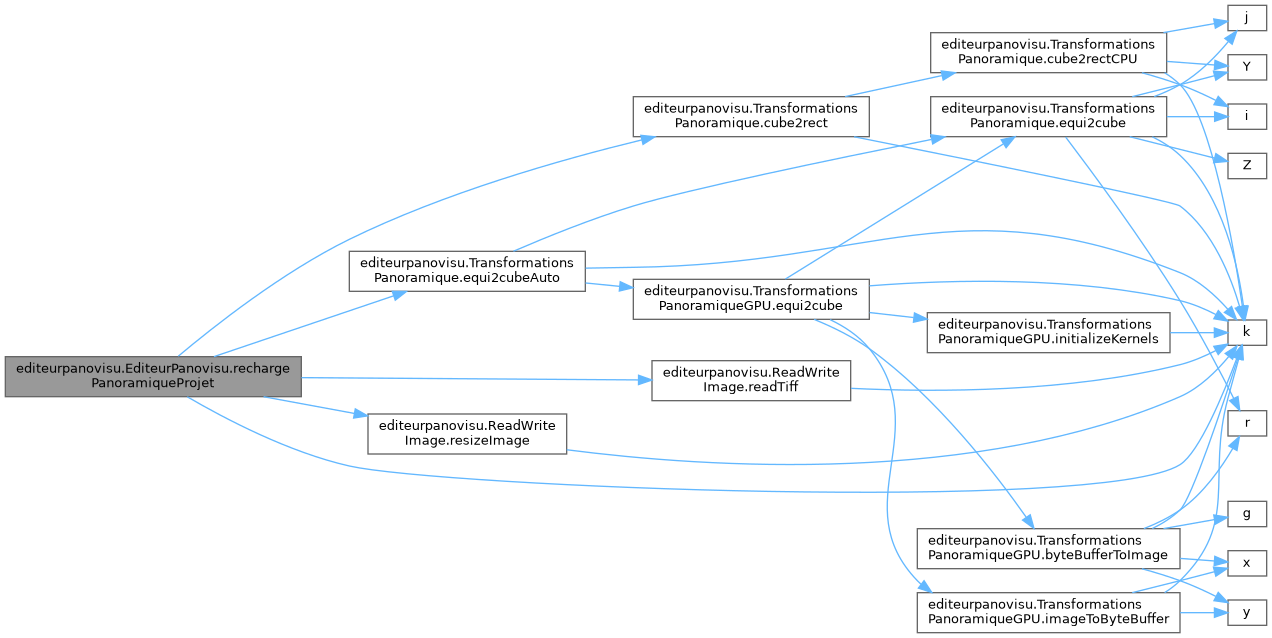 editeurpanovisu.EditeurPanovisu.recharge
PanoramiqueProjet
editeurpanovisu.Transformations
Panoramique.cube2rect
editeurpanovisu.Transformations
Panoramique.cube2rectCPU
j
Y
i
k
editeurpanovisu.Transformations
Panoramique.equi2cubeAuto
editeurpanovisu.Transformations
Panoramique.equi2cube
Z
r
editeurpanovisu.Transformations
PanoramiqueGPU.equi2cube
editeurpanovisu.Transformations
PanoramiqueGPU.initializeKernels
editeurpanovisu.Transformations
PanoramiqueGPU.byteBufferToImage
g
x
y
editeurpanovisu.Transformations
PanoramiqueGPU.imageToByteBuffer
editeurpanovisu.ReadWrite
Image.readTiff
editeurpanovisu.ReadWrite
Image.resizeImage